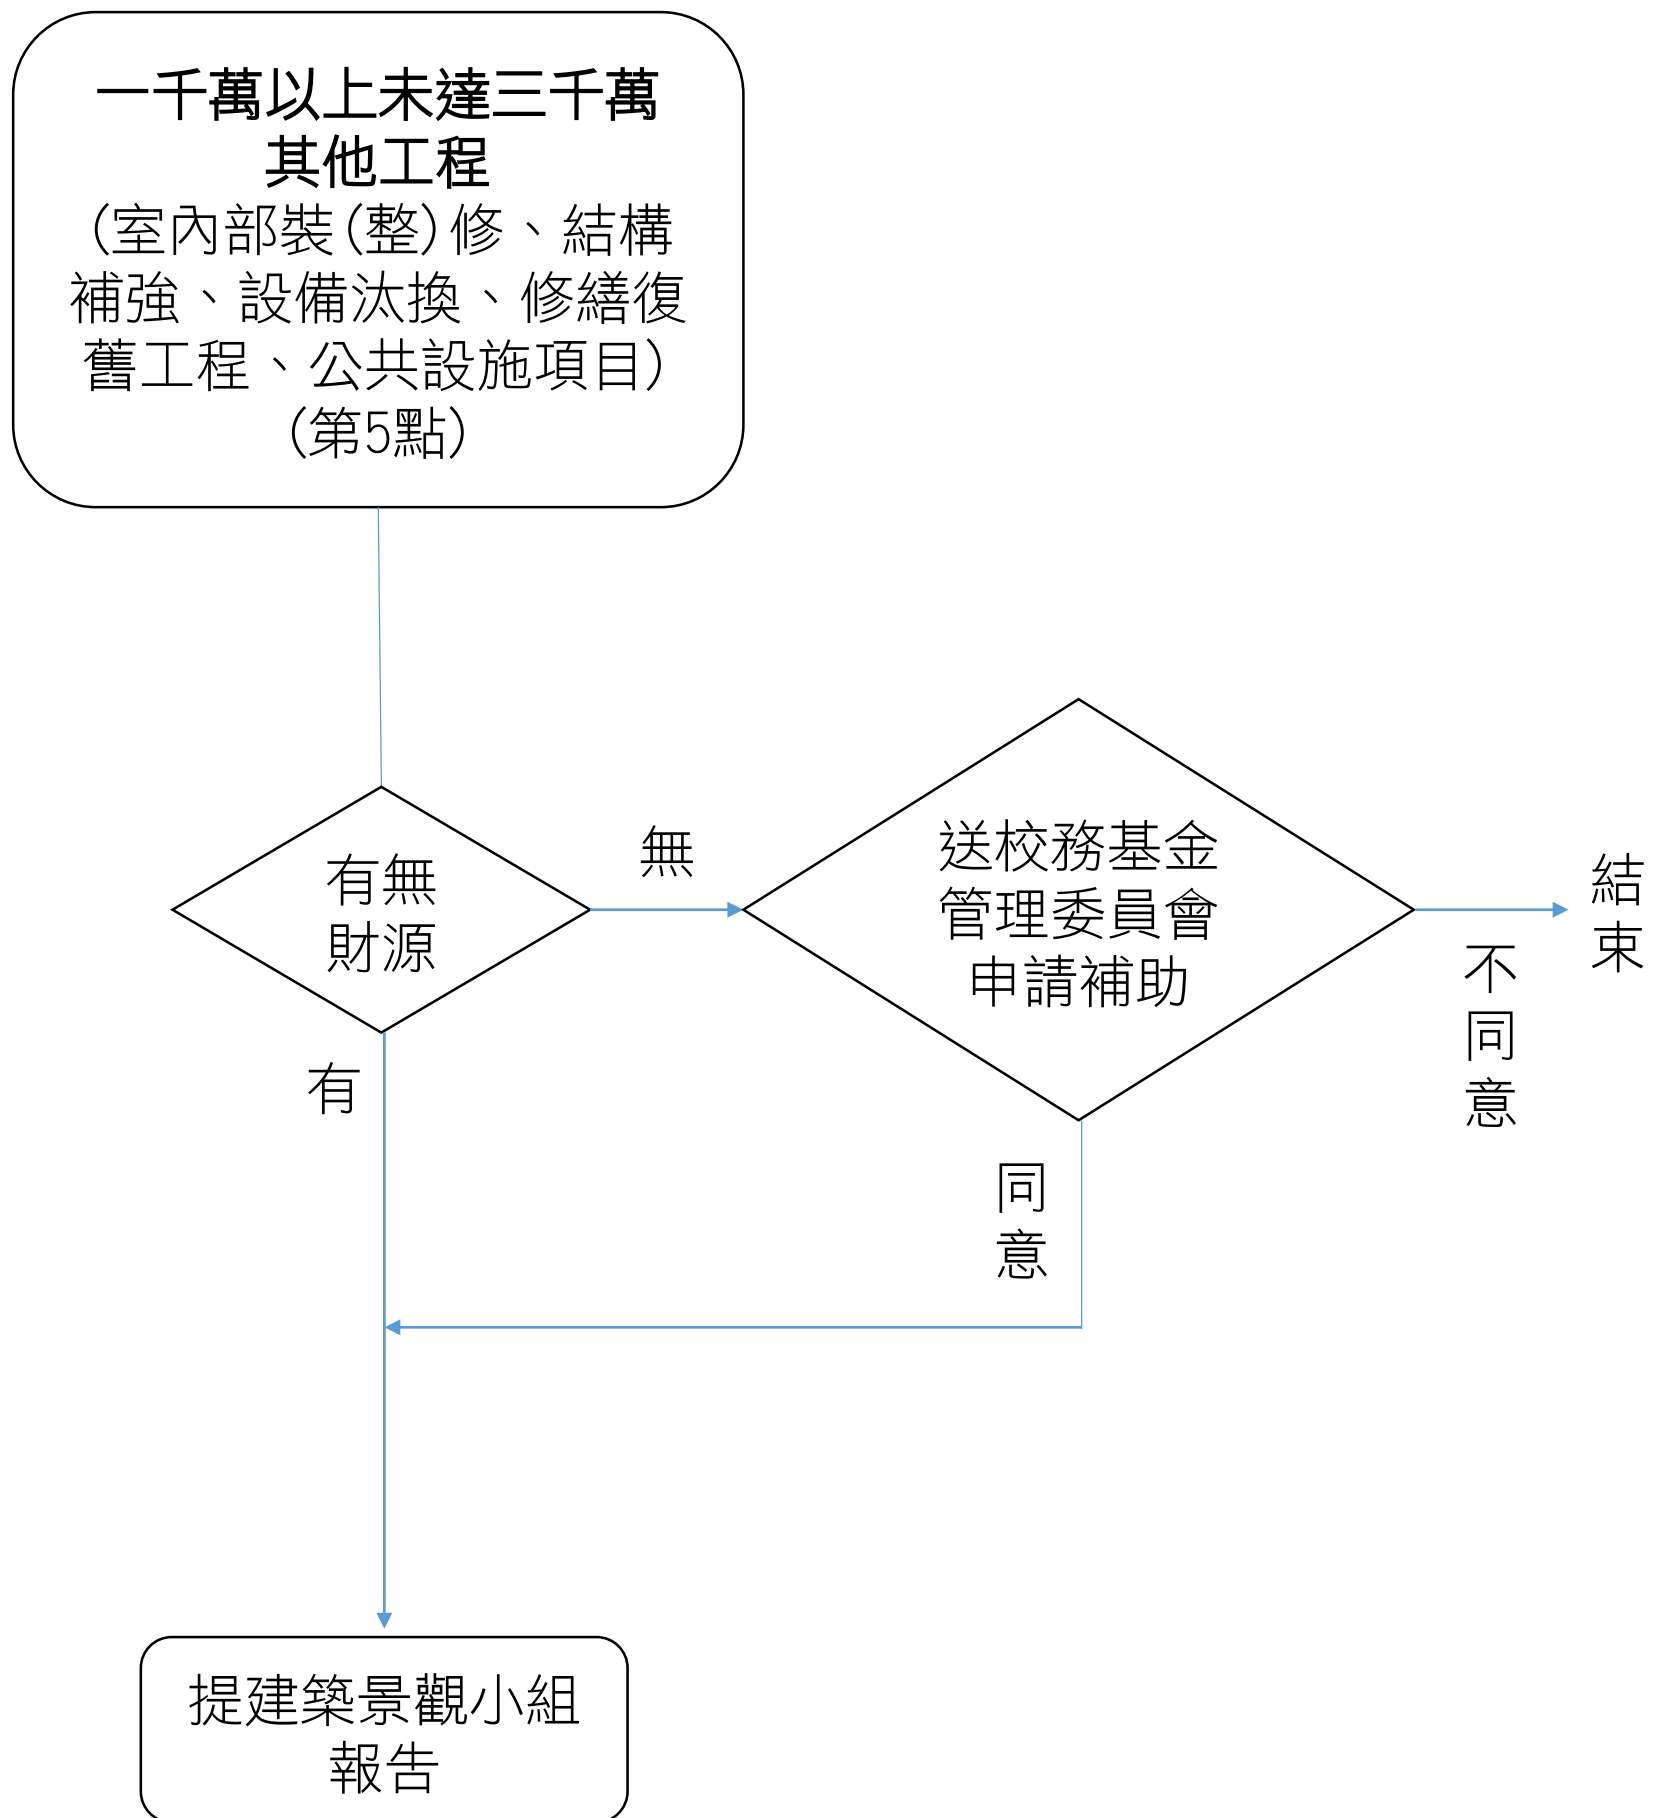 一千萬以上未達三千萬
其他工程
(室內部裝(整)修、結構
補強、設備汰換、修繕復
舊工程、公共設施項目)
(第5點)
有無
財源
無
送校務基金
管理委員會
申請補助
結
束
不
同
意
有
同
意
提建築景觀小組
報告